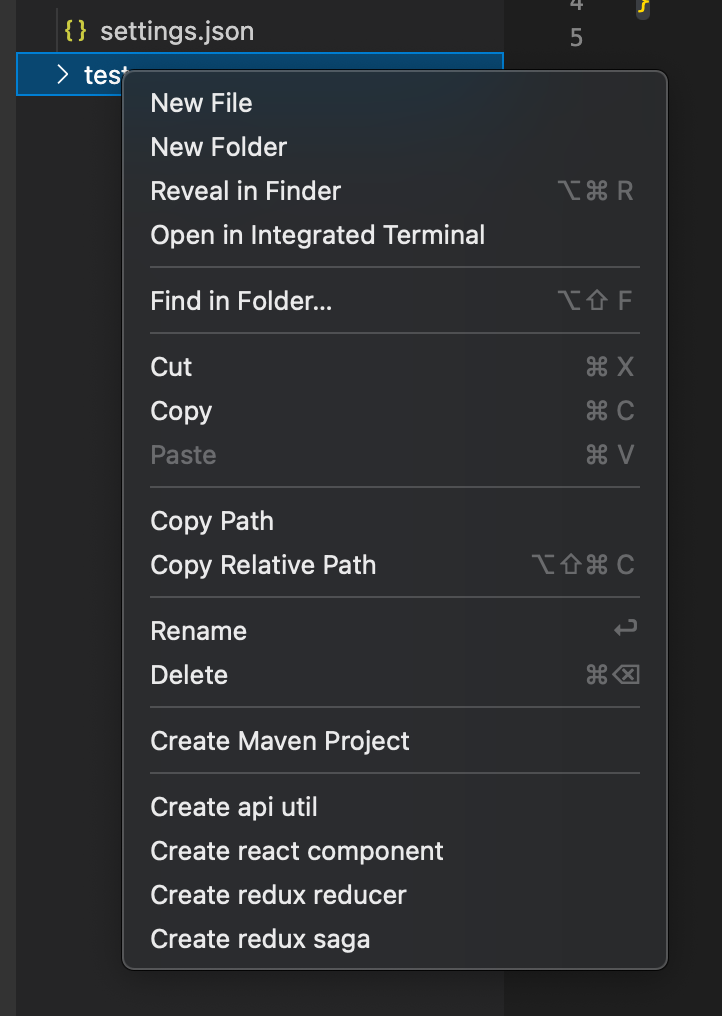 {} settings.json
4 }
5
> test
New File
New Folder
Reveal in Finder ⌥⌘ R
Open in Integrated Terminal
Find in Folder... ⌥⇧ F
Cut ⌘ X
Copy ⌘ C
Paste ⌘ V
Copy Path
Copy Relative Path ⌥⇧⌘ C
Rename ↩
Delete ⌘⌫
Create Maven Project
Create api util
Create react component
Create redux reducer
Create redux saga